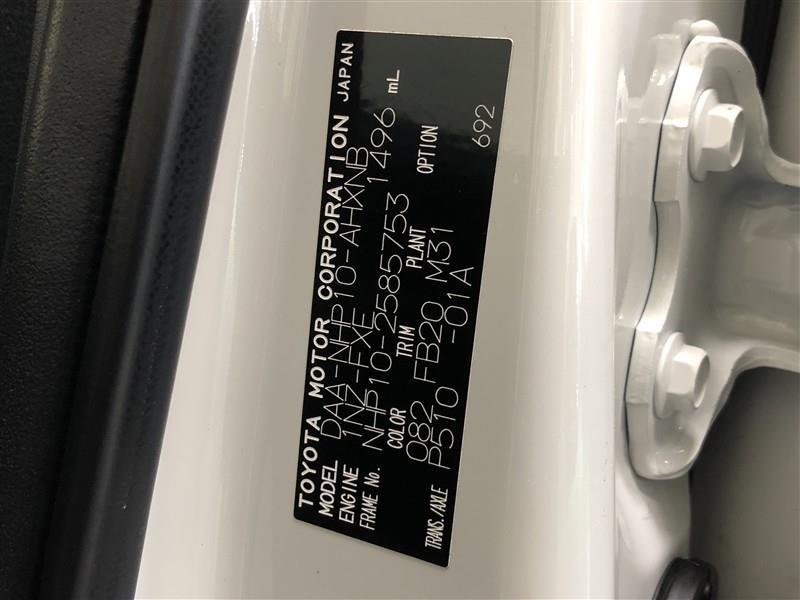 TOYOTA MOTOR CORPORATION JAPAN
MODEL DAA-NHP10-AHXNB
ENGINE 1NZ-FXE 1496 mL
FRAME No. NHP10-2585753
COLOR TRIM PLANT OPTION
082 FB20 M31 692
TRANS./AXLE P510 -01A